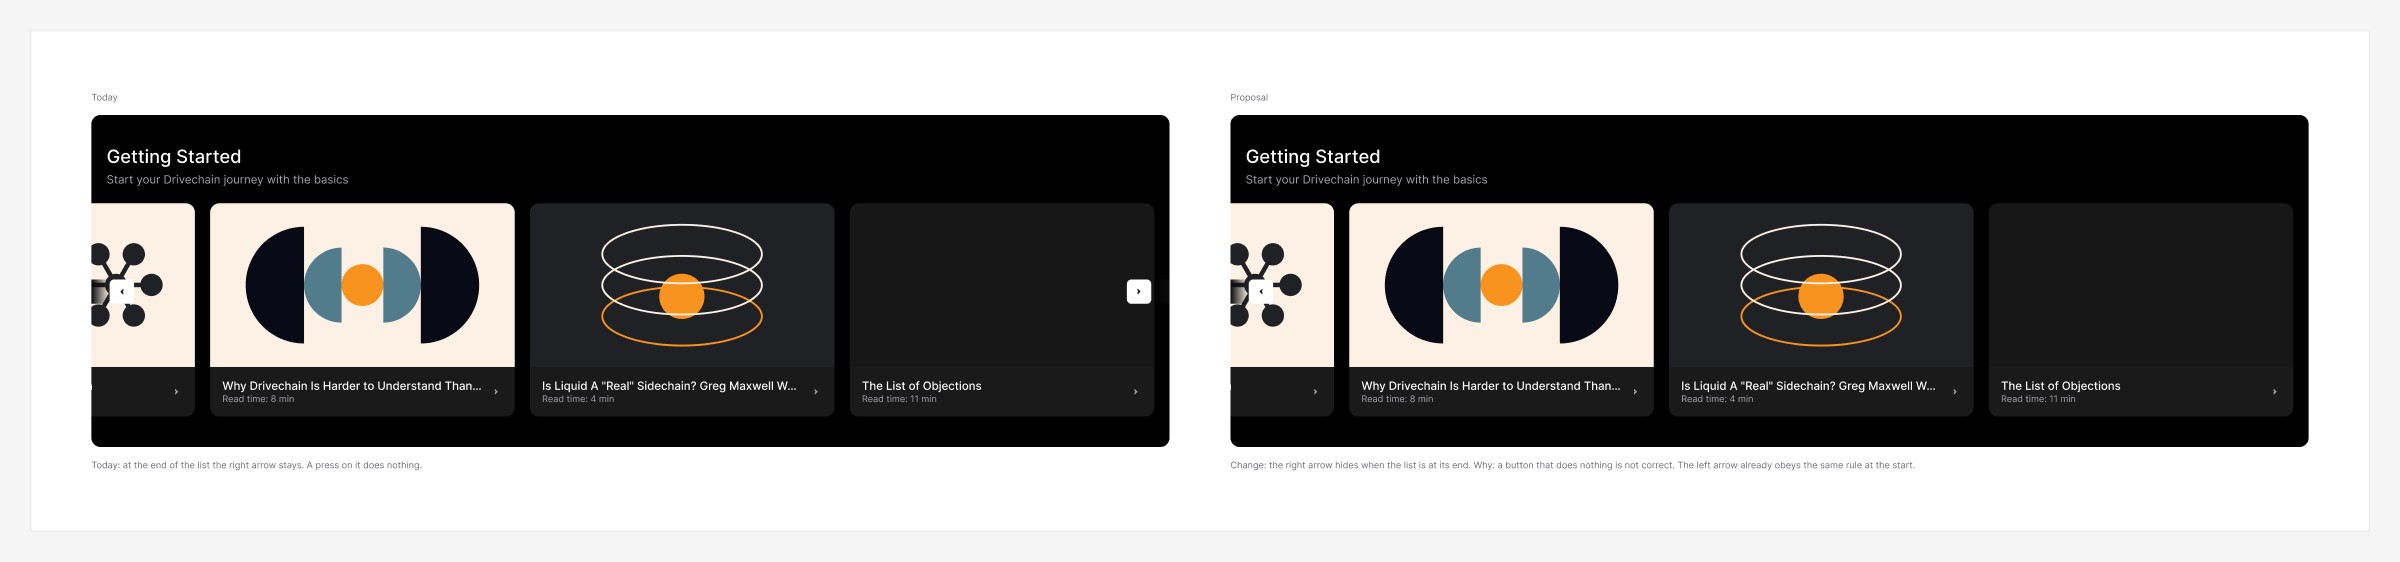 Today
Getting Started
Start your Drivechain journey with the basics
Why Drivechain Is Harder to Understand Than...
Read time: 8 min
Is Liquid A "Real" Sidechain? Greg Maxwell W...
Read time: 4 min
The List of Objections
Read time: 11 min
Today: at the end of the list the right arrow stays. A press on it does nothing.
Proposal
Getting Started
Start your Drivechain journey with the basics
Why Drivechain Is Harder to Understand Than...
Read time: 8 min
Is Liquid A "Real" Sidechain? Greg Maxwell W...
Read time: 4 min
The List of Objections
Read time: 11 min
Change: the right arrow hides when the list is at its end. Why: a button that does nothing is not correct. The left arrow already obeys the same rule at the start.